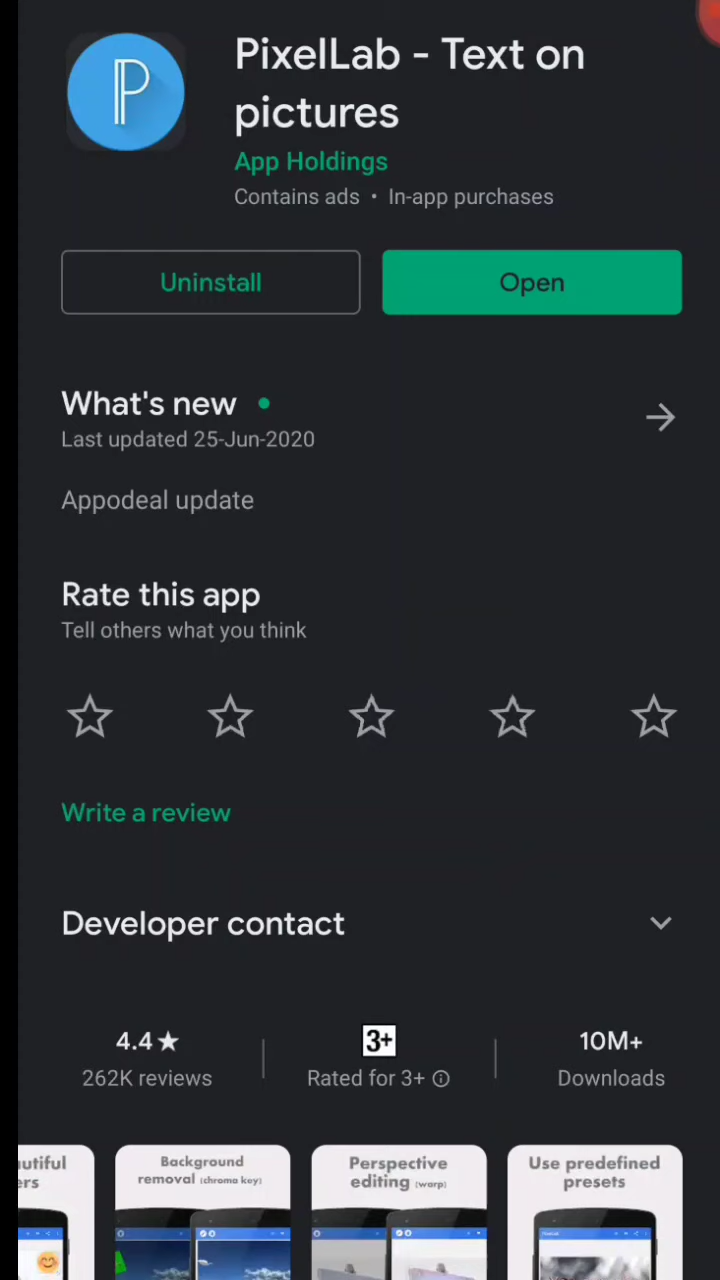 PixelLab - Text on
pictures
App Holdings
Contains ads • In-app purchases
Uninstall
Open
What's new
Last updated 25-Jun-2020
Appodeal update
Rate this app
Tell others what you think
Write a review
Developer contact
4.4★
262K reviews
3+
Rated for 3+
10M+
Downloads
Background
removal (chroma key)
Perspective
editing (warp)
Use predefined
presets